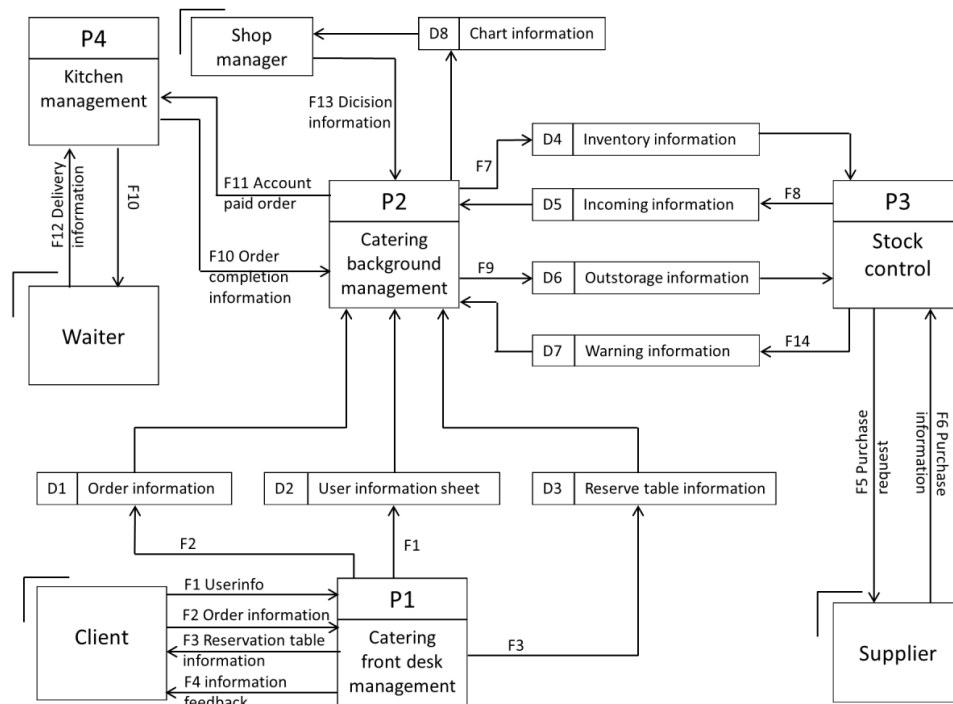 P4
Kitchen
management
Shop
manager
D8
Chart information
F13 Dicision
information
F11 Account
paid order
F10 Order
completion
information
F12 Delivery
information
F10
Waiter
P2
Catering
background
management
F7
D4
Inventory information
D5
Incoming information
F8
F9
D6
Outstorage information
D7
Warning information
F14
P3
Stock
control
F5 Purchase
request
F6 Purchase
information
D1
Order information
D2
User information sheet
D3
Reserve table information
F2
F1
F3
Client
F1 Userinfo
F2 Order information
F3 Reservation table
information
F4 information
feedback
P1
Catering
front desk
management
Supplier